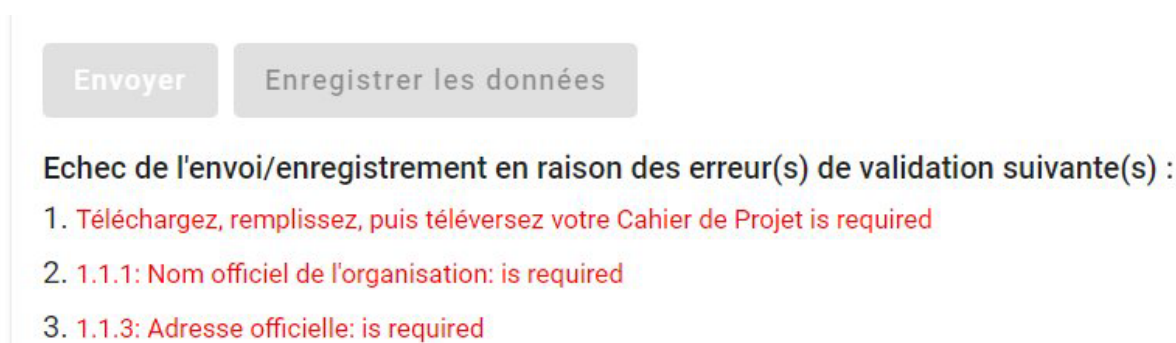 Envoyer Enregistrer les données
Echec de l'envoi/enregistrement en raison des erreur(s) de validation suivante(s) :
1. Téléchargez, remplissez, puis téléversez votre Cahier de Projet is required
2. 1.1.1: Nom officiel de l'organisation: is required
3. 1.1.3: Adresse officielle: is required